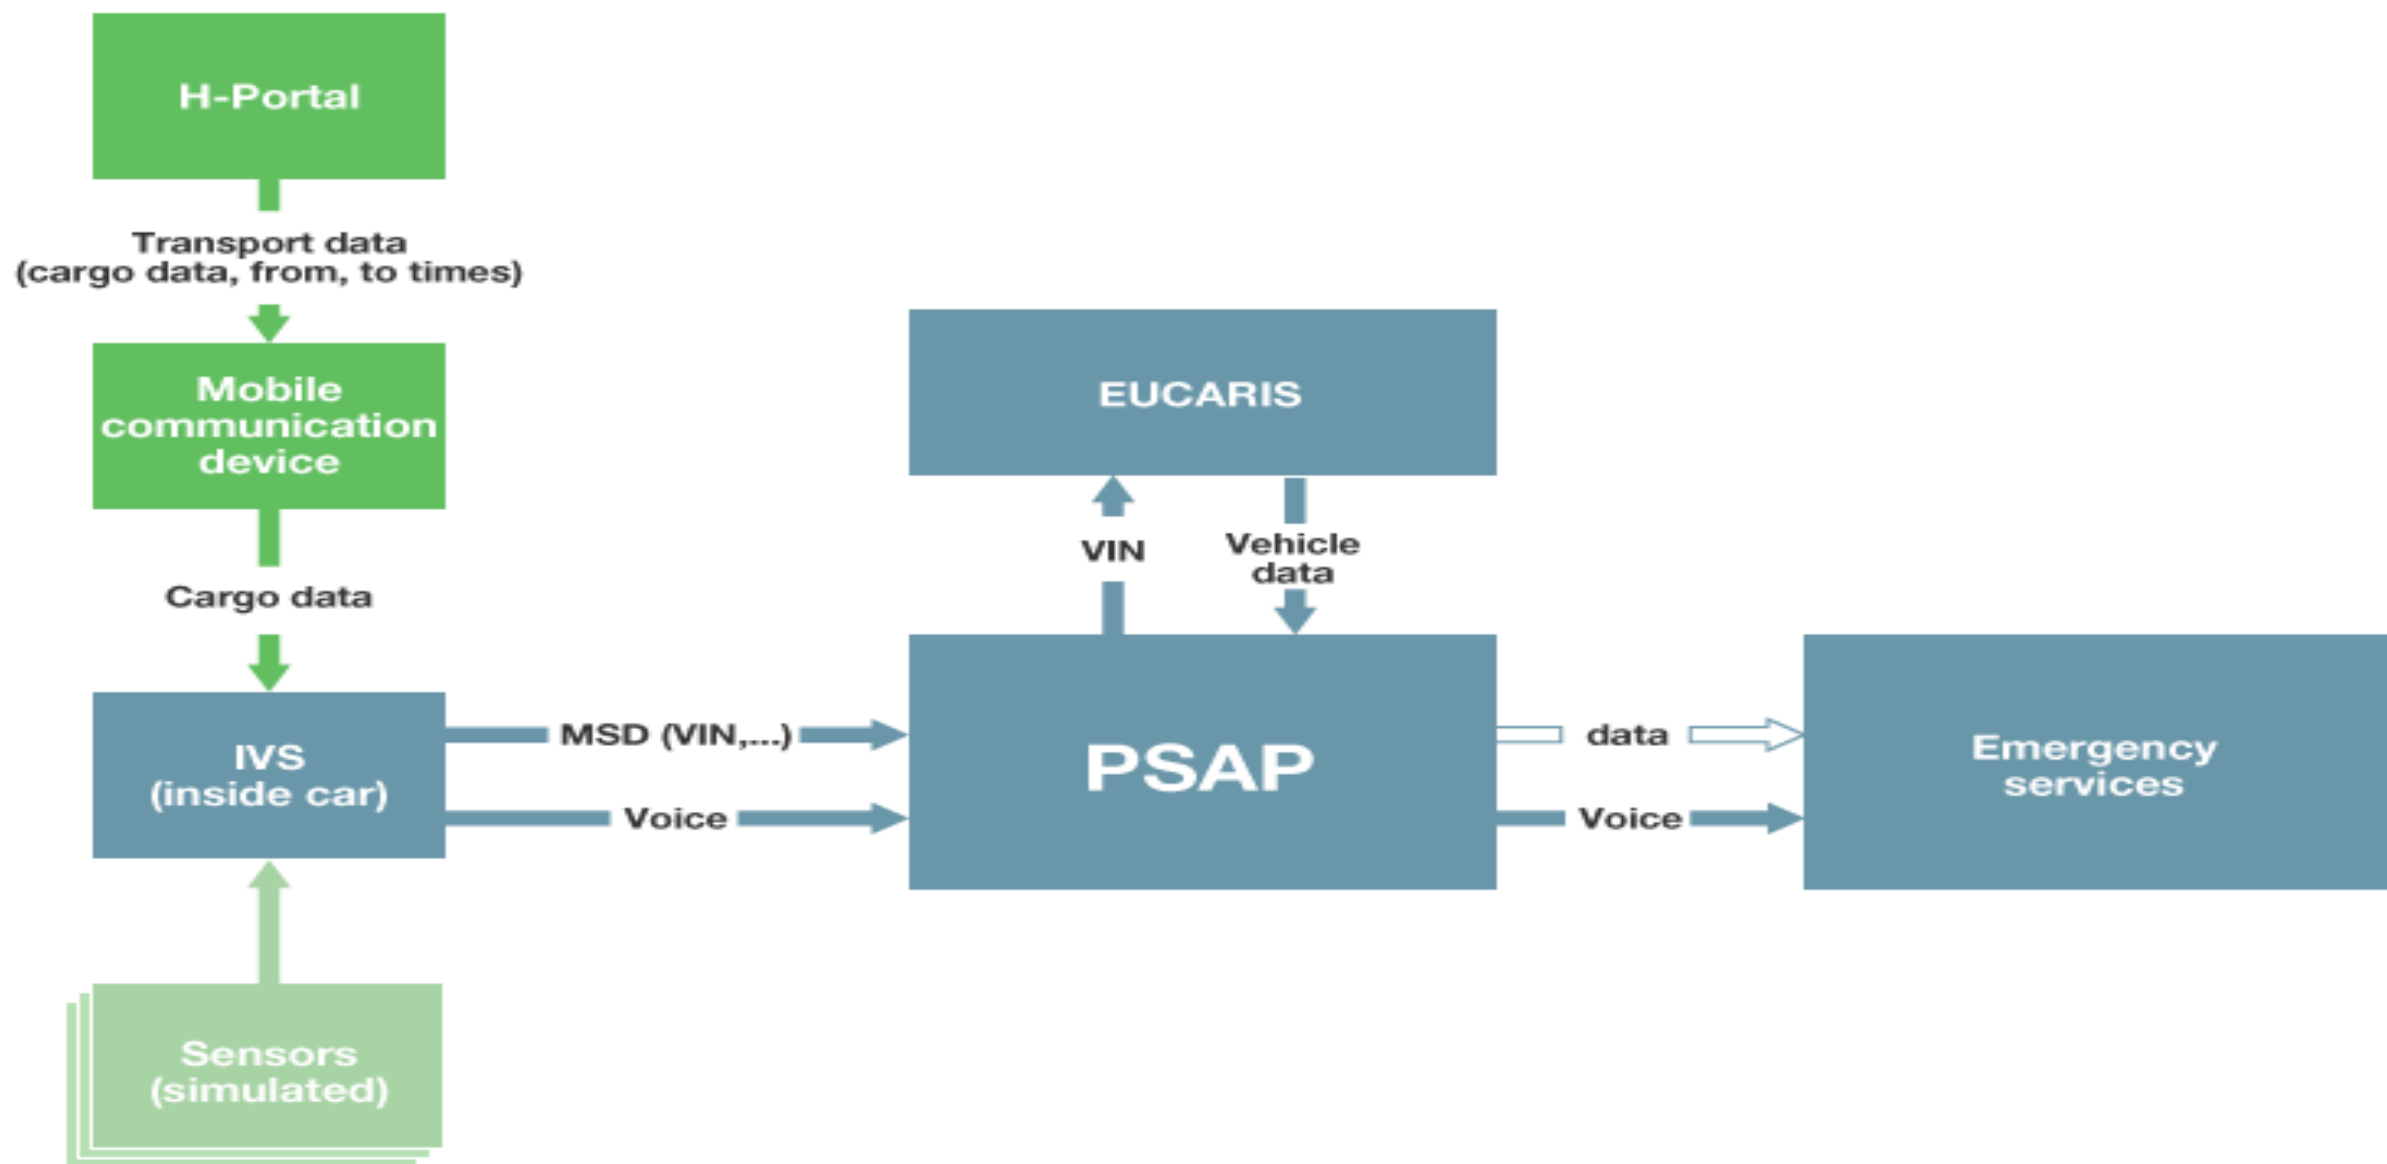 H-Portal
Transport data
(cargo data, from, to times)
Mobile
communication
device
Cargo data
EUCARIS
VIN
Vehicle
data
IVS
(inside car)
MSD (VIN,...)
Voice
PSAP
data
Voice
Emergency
services
Sensors
(simulated)